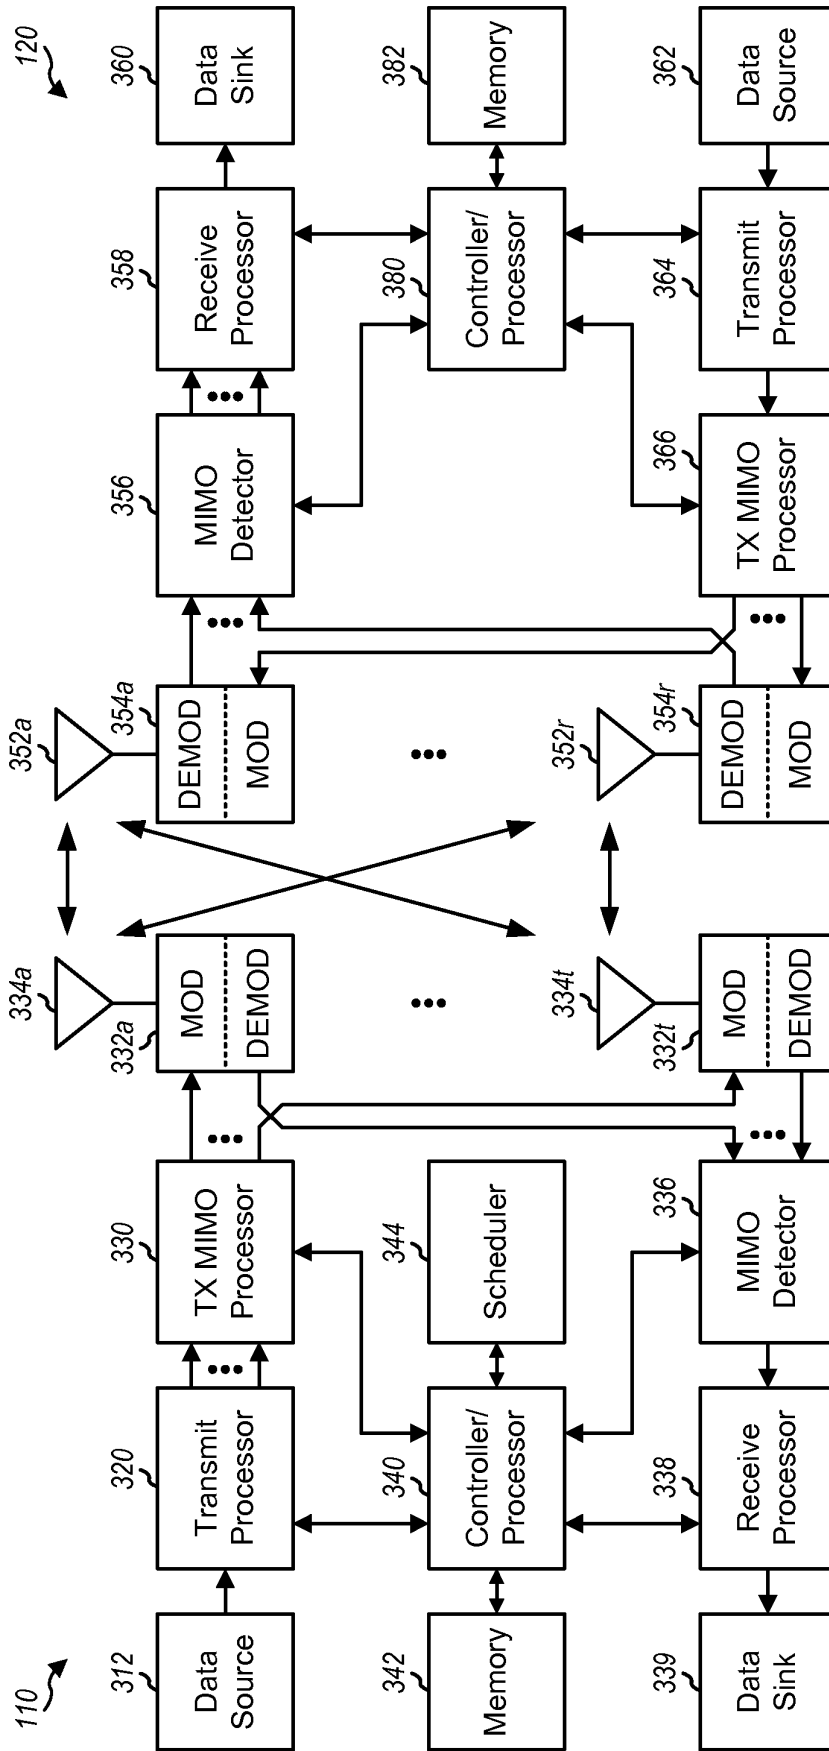 110
120
312
Data
Source
320
Transmit
Processor
330
TX MIMO
Processor
332a
MOD
DEMOD
334a
352a
354a
DEMOD
MOD
356
MIMO
Detector
358
Receive
Processor
360
Data
Sink
342
Memory
340
Controller/
Processor
344
Scheduler
380
Controller/
Processor
382
Memory
339
Data
Sink
338
Receive
Processor
336
MIMO
Detector
332t
MOD
DEMOD
334t
352r
354r
DEMOD
MOD
366
TX MIMO
Processor
364
Transmit
Processor
362
Data
Source